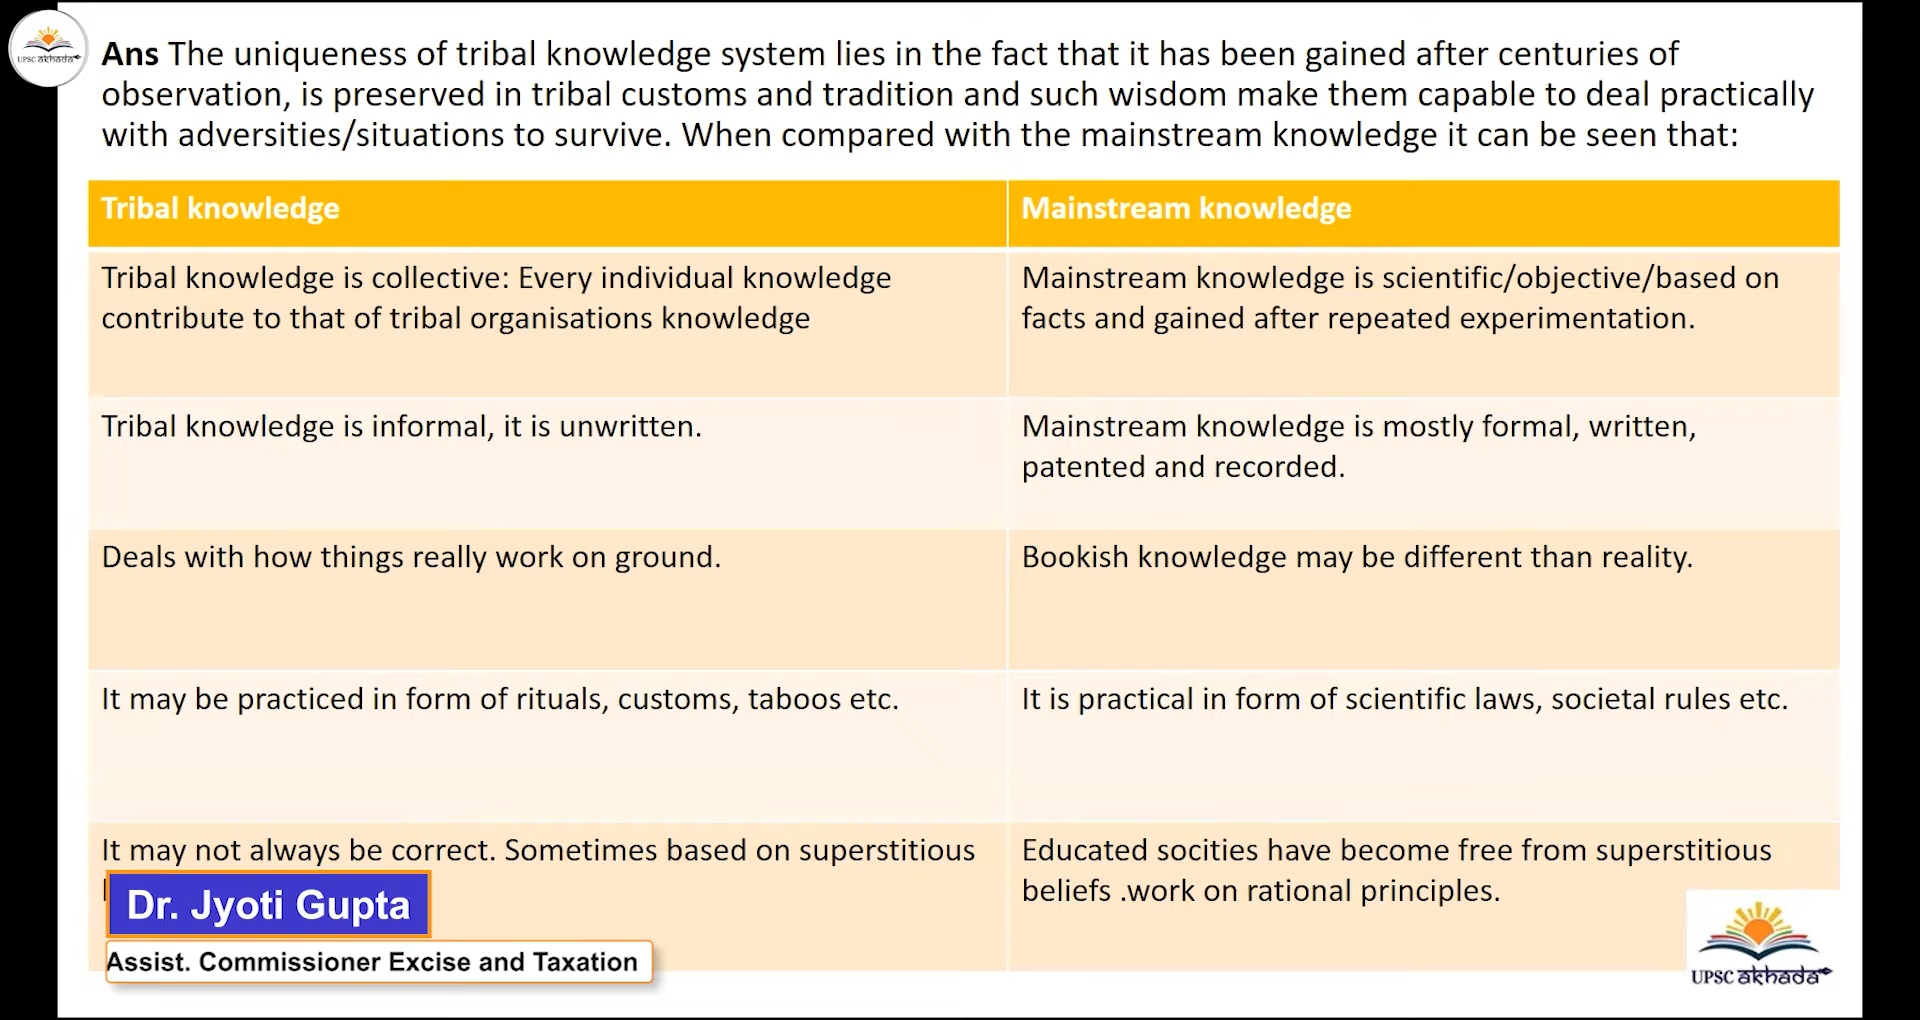 UPSC akhada
Ans The uniqueness of tribal knowledge system lies in the fact that it has been gained after centuries of
observation, is preserved in tribal customs and tradition and such wisdom make them capable to deal practically
with adversities/situations to survive. When compared with the mainstream knowledge it can be seen that:
Tribal knowledge
Mainstream knowledge
Tribal knowledge is collective: Every individual knowledge
contribute to that of tribal organisations knowledge
Mainstream knowledge is scientific/objective/based on
facts and gained after repeated experimentation.
Tribal knowledge is informal, it is unwritten.
Mainstream knowledge is mostly formal, written,
patented and recorded.
Deals with how things really work on ground.
Bookish knowledge may be different than reality.
It may be practiced in form of rituals, customs, taboos etc.
It is practical in form of scientific laws, societal rules etc.
It may not always be correct. Sometimes based on superstitious
Educated socities have become free from superstitious
beliefs .work on rational principles.
Dr. Jyoti Gupta
Assist. Commissioner Excise and Taxation
UPSC akhada